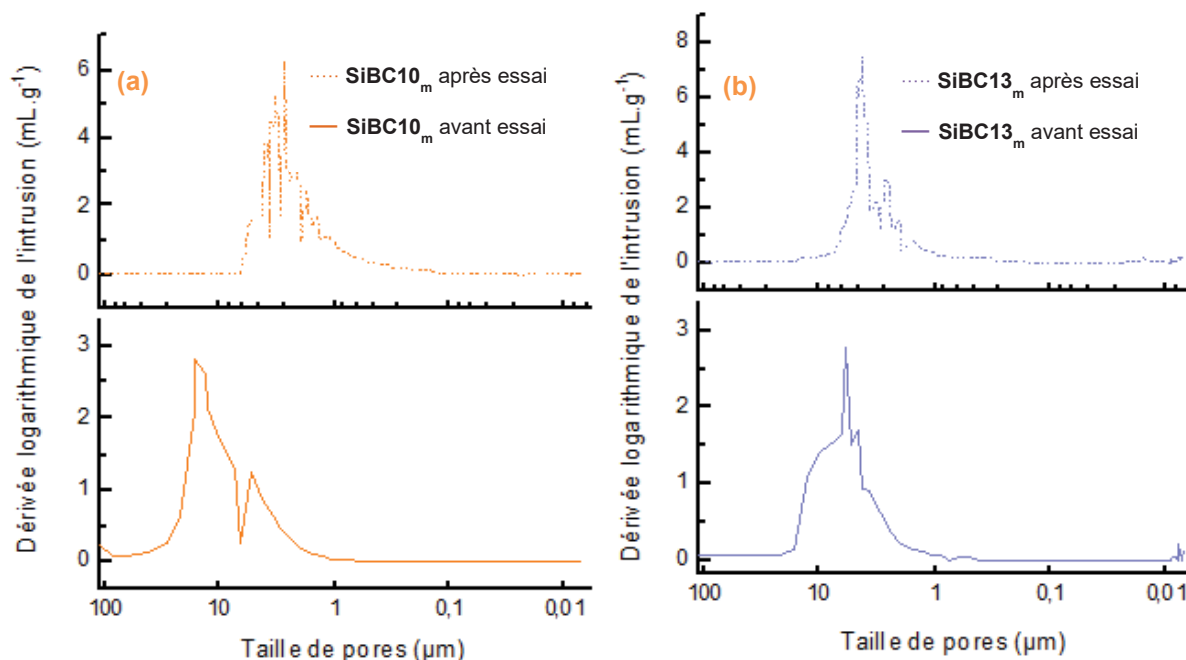 (a)
SiBC10m après essai
SiBC10m avant essai
Dérivée logarithmique de l'intrusion (mL.g⁻¹)
6
4
2
0
3
2
1
0
100
10
1
0,1
0,01
Taille de pores (µm)
(b)
SiBC13m après essai
SiBC13m avant essai
Dérivée logarithmique de l'intrusion (mL.g⁻¹)
8
6
4
2
0
3
2
1
0
100
10
1
0,1
0,01
Taille de pores (µm)